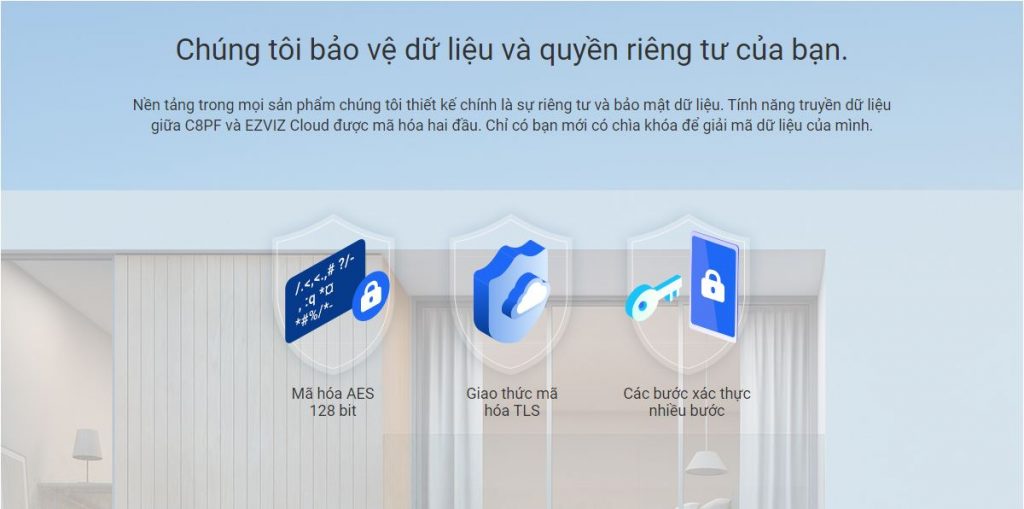 Chúng tôi bảo vệ dữ liệu và quyền riêng tư của bạn.
Nền tảng trong mọi sản phẩm chúng tôi thiết kế chính là sự riêng tư và bảo mật dữ liệu. Tính năng truyền dữ liệu
giữa C8PF và EZVIZ Cloud được mã hóa hai đầu. Chỉ có bạn mới có chìa khóa để giải mã dữ liệu của mình.
/.<,<.,# ?/-
, :q *¤
*#%/*-
Mã hóa AES
128 bit
Giao thức mã
hóa TLS
Các bước xác thực
nhiều bước